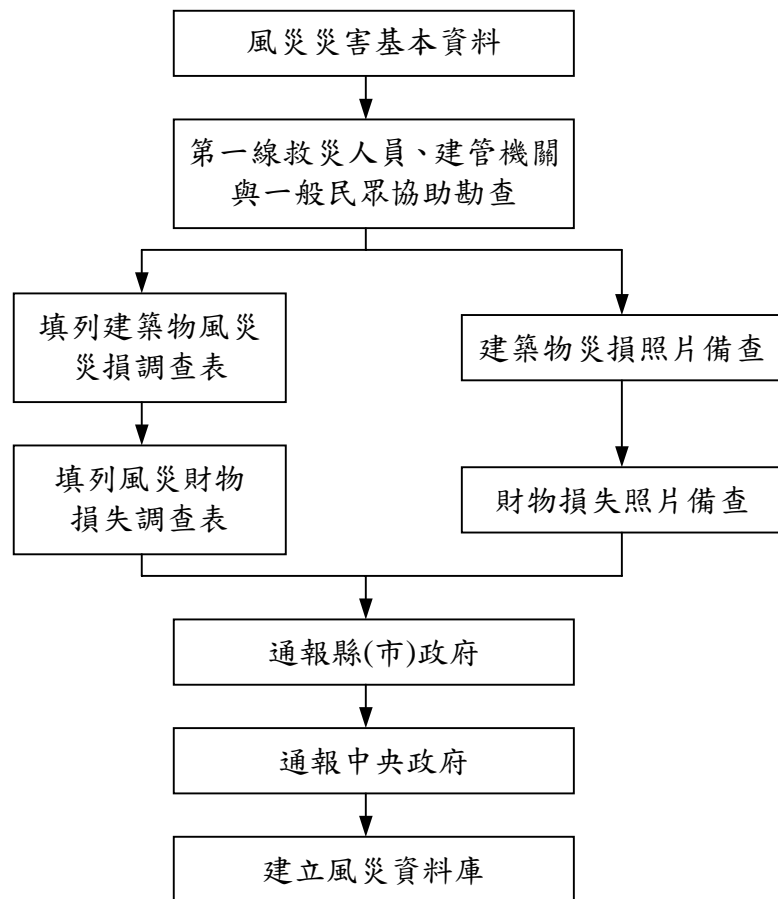 風災災害基本資料
第一線救災人員、建管機關
與一般民眾協助勘查
填列建築物風災
災損調查表
建築物災損照片備查
填列風災財物
損失調查表
財物損失照片備查
通報縣(市)政府
通報中央政府
建立風災資料庫